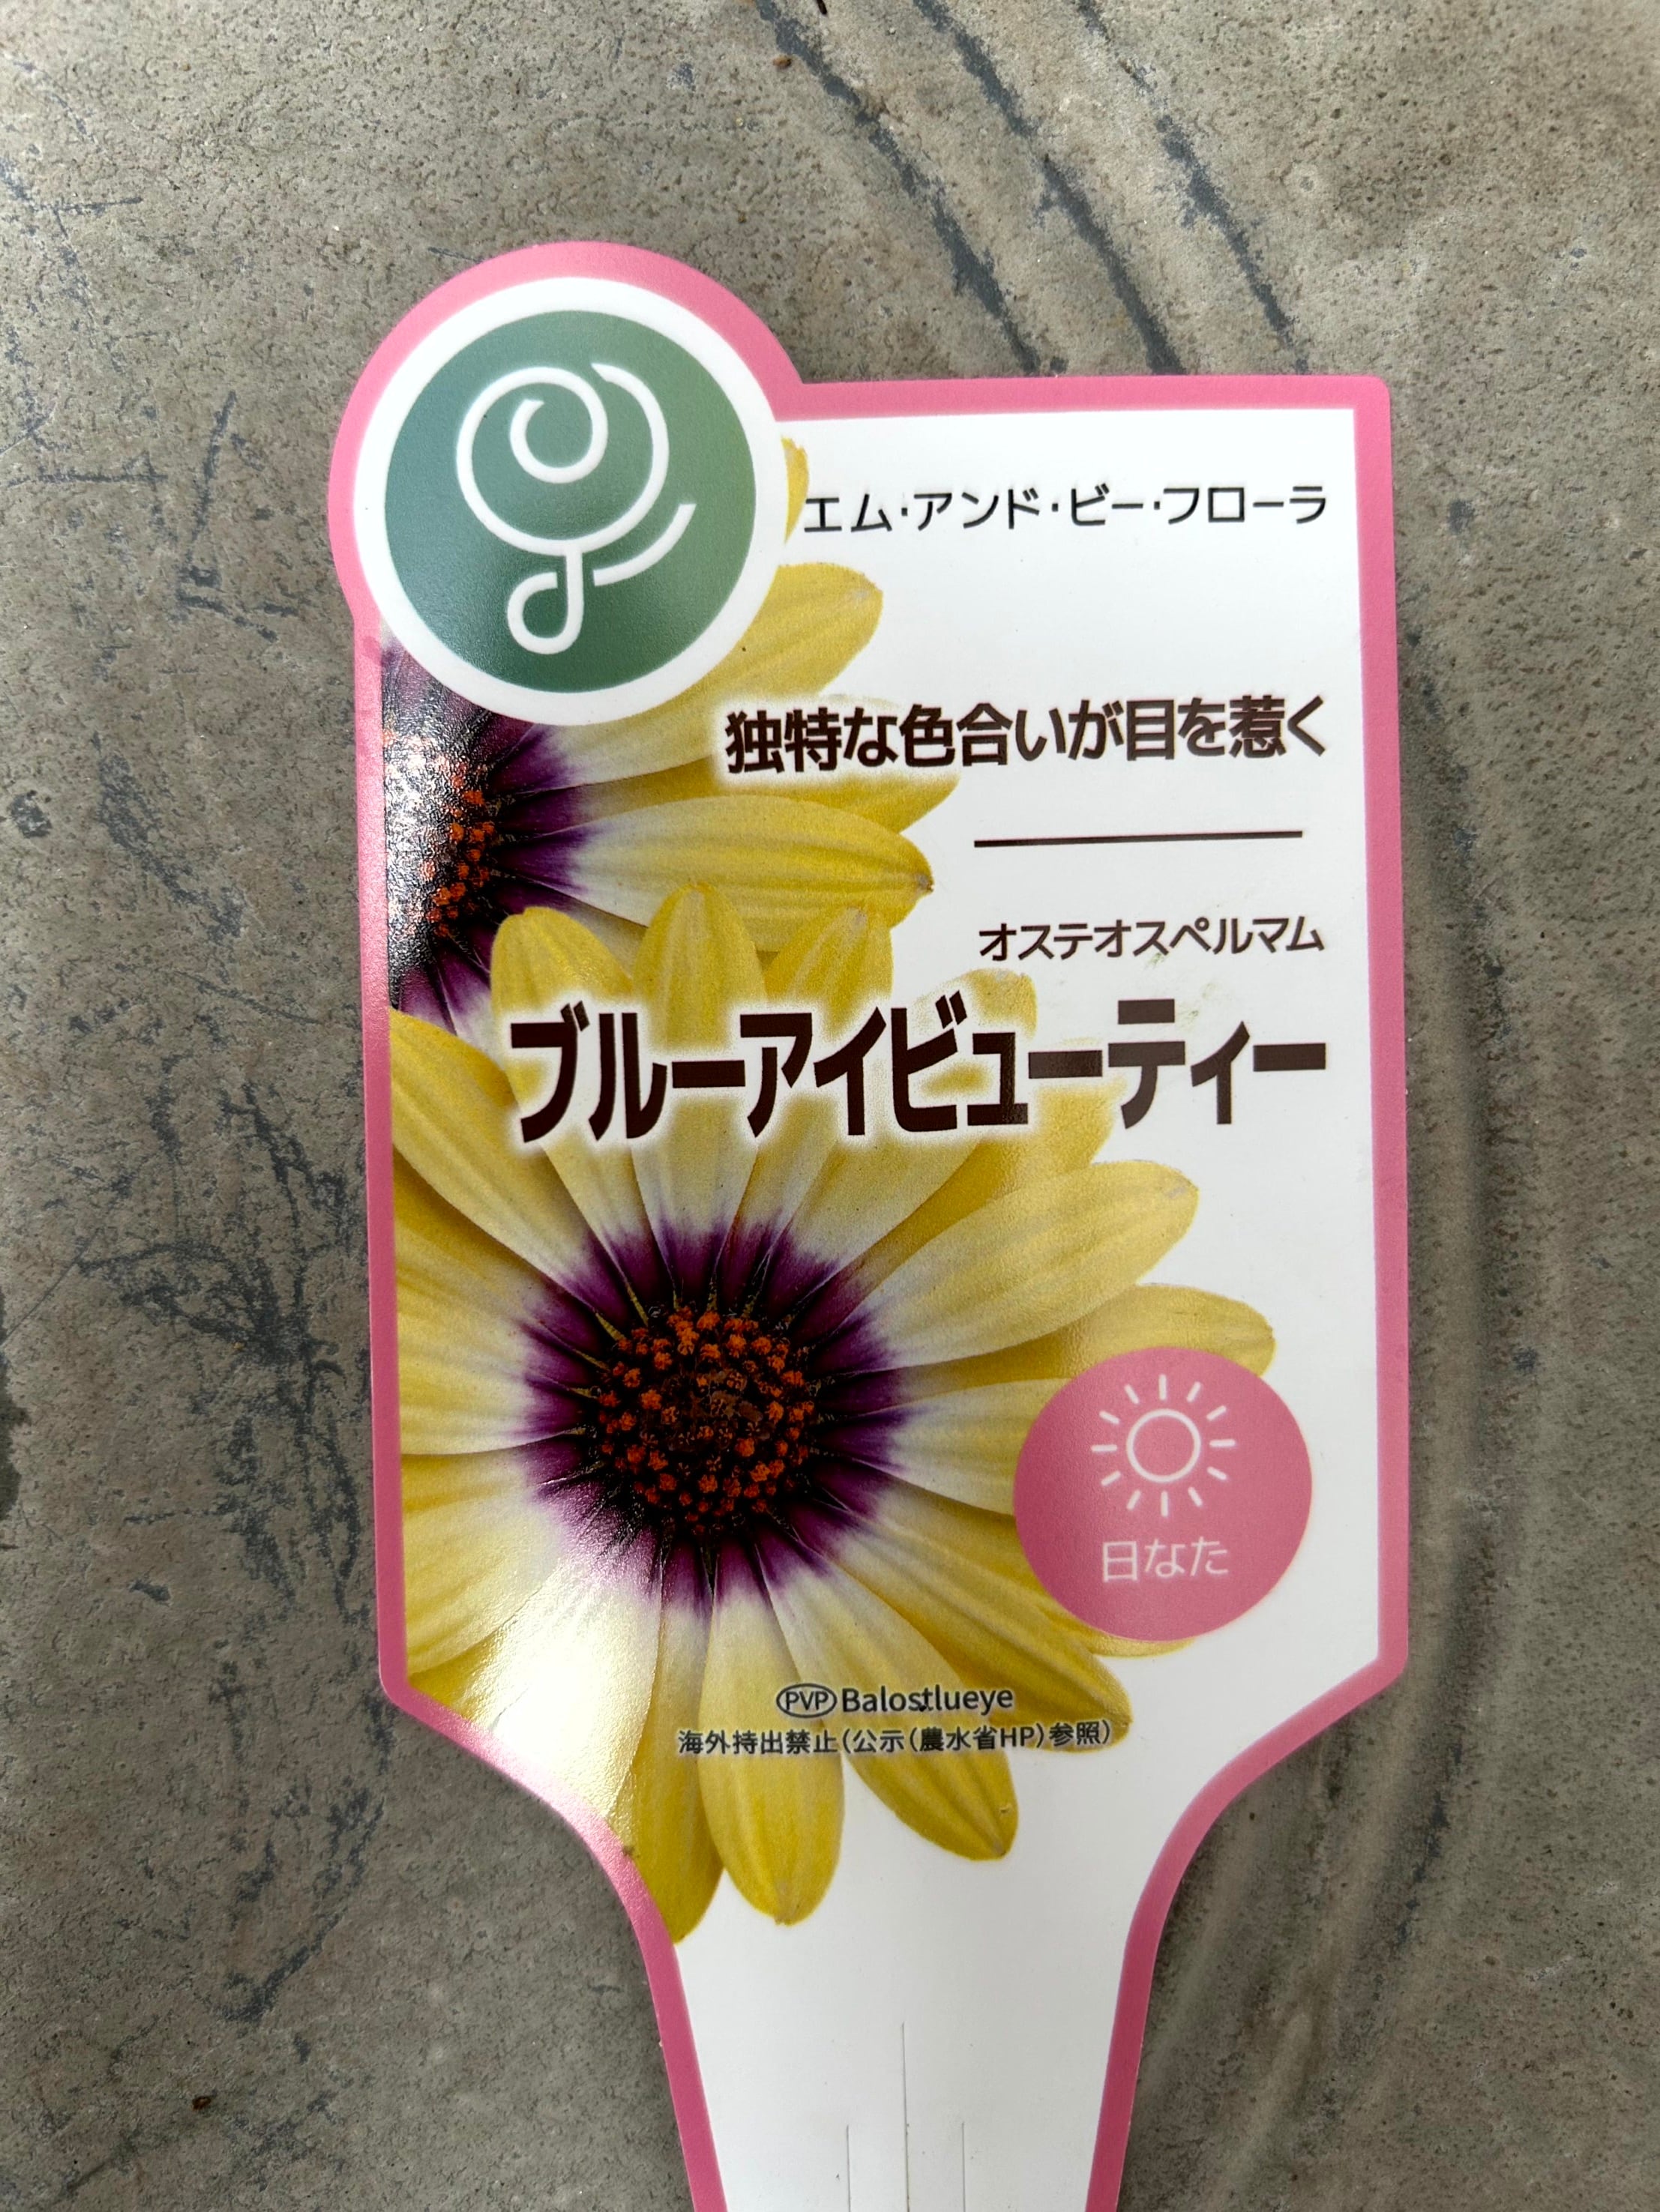 エム・アンド・ビー・フローラ
独特な色合いが目を惹く
オステオスペルマム
ブルーアイビューティー
日なた
PVP Balostlueye
海外持出禁止(公示(農水省HP)参照)